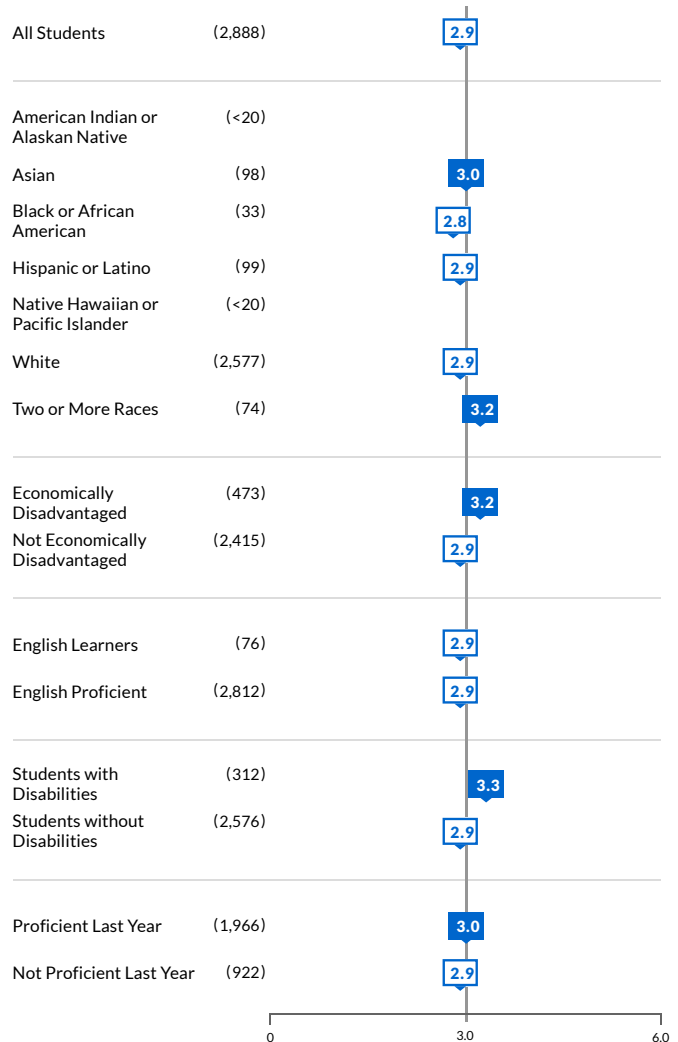 All Students (2,888) 2.9
American Indian or (<20)
Alaskan Native
Asian (98) 3.0
Black or African (33) 2.8
American
Hispanic or Latino (99) 2.9
Native Hawaiian or (<20)
Pacific Islander
White (2,577) 2.9
Two or More Races (74) 3.2
Economically (473) 3.2
Disadvantaged
Not Economically (2,415) 2.9
Disadvantaged
English Learners (76) 2.9
English Proficient (2,812) 2.9
Students with (312) 3.3
Disabilities
Students without (2,576) 2.9
Disabilities
Proficient Last Year (1,966) 3.0
Not Proficient Last Year (922) 2.9
0 3.0 6.0